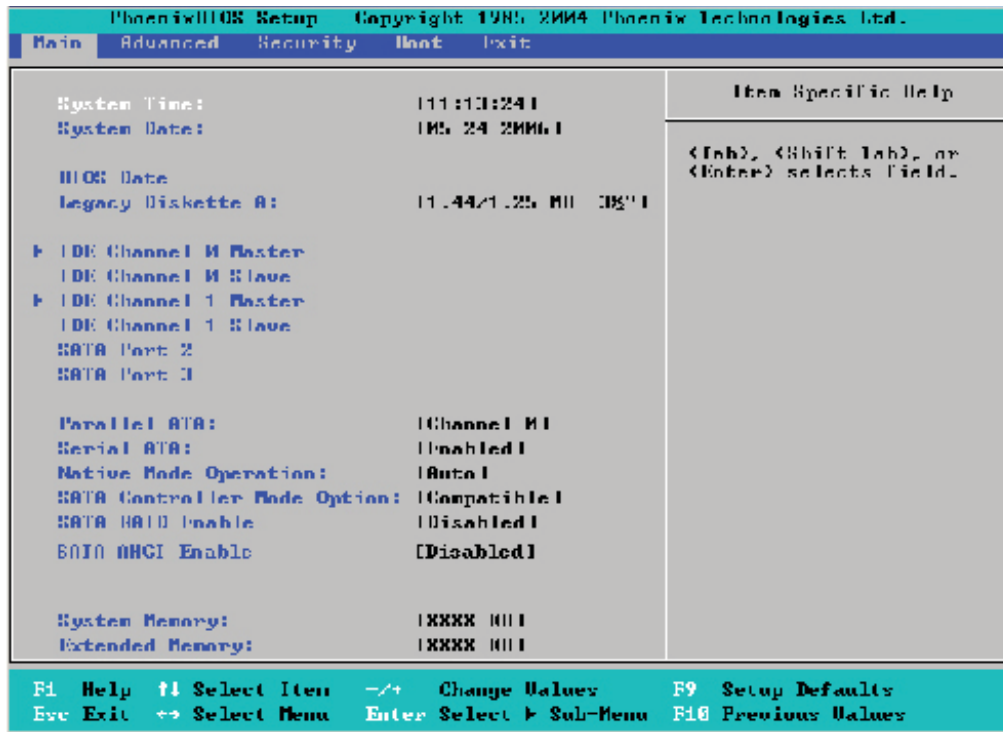 PhoenixBIOS Setup Copyright 1985-2004 Phoenix Technologies Ltd.
Main Advanced Security Boot Exit
System Time: [11:13:24]
System Date: [05/24/2006]
BIOS Date
Legacy Diskette A: [1.44/1.25 MB 3½"]
▶ IDE Channel 0 Master
IDE Channel 0 Slave
▶ IDE Channel 1 Master
IDE Channel 1 Slave
SATA Port 2
SATA Port 3
Parallel ATA: [Channel 0]
Serial ATA: [Enabled]
Native Mode Operation: [Auto]
SATA Controller Mode Option: [Compatible]
SATA RAID Enable [Disabled]
SATA AHCI Enable [Disabled]
System Memory: [XXXX KB]
Extended Memory: [XXXX KB]
Item Specific Help
<Tab>, <Shift-Tab>, or
<Enter> selects field.
F1 Help ↑↓ Select Item -/+ Change Values F9 Setup Defaults
Esc Exit ↔ Select Menu Enter Select ▶ Sub-Menu F10 Previous Values